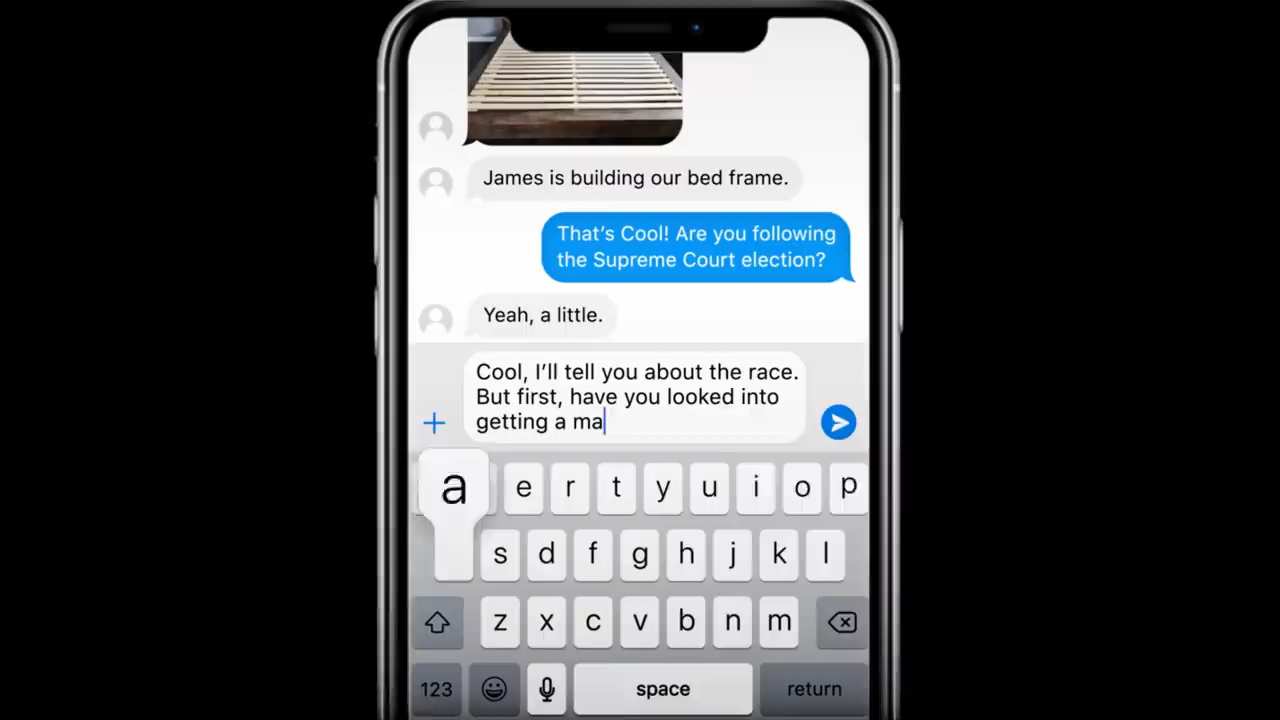 James is building our bed frame.
That's Cool! Are you following
the Supreme Court election?
Yeah, a little.
Cool, I'll tell you about the race.
But first, have you looked into
getting a ma
a e r t y u i o p
s d f g h j k l
z x c v b n m
123 space return